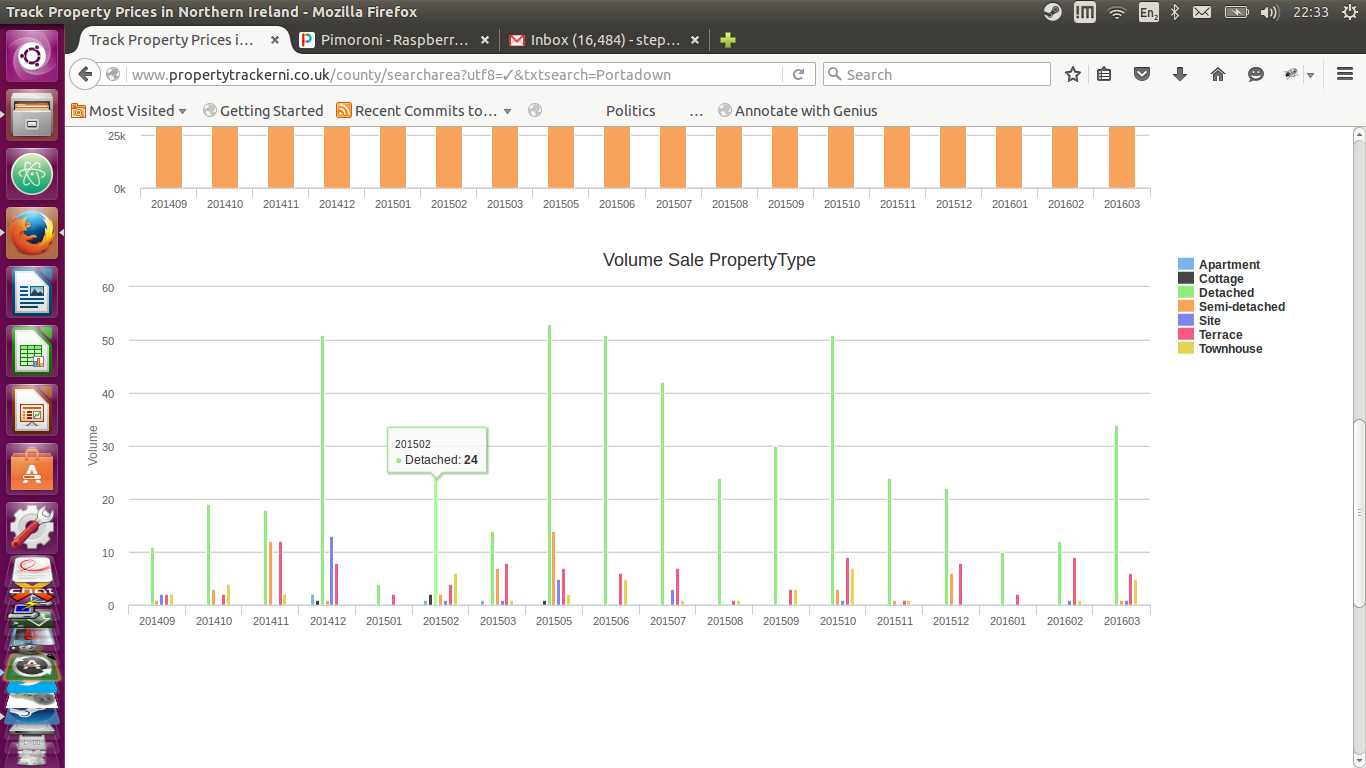 Track Property Prices in Northern Ireland - Mozilla Firefox
En2
22:33
Track Property Prices i… × Pimoroni - Raspberr… × Inbox (16,484) - step… ×
www.propertytrackerni.co.uk/county/searcharea?utf8=✓&txtsearch=Portadown Search
Most Visited Getting Started Recent Commits to… Politics … Annotate with Genius
25k
0k
201409 201410 201411 201412 201501 201502 201503 201505 201506 201507 201508 201509 201510 201511 201512 201601 201602 201603
Volume Sale PropertyType
Apartment
Cottage
Detached
Semi-detached
Site
Terrace
Townhouse
Volume
60
50
40
30
20
10
0
201502
Detached: 24
201409 201410 201411 201412 201501 201502 201503 201505 201506 201507 201508 201509 201510 201511 201512 201601 201602 201603